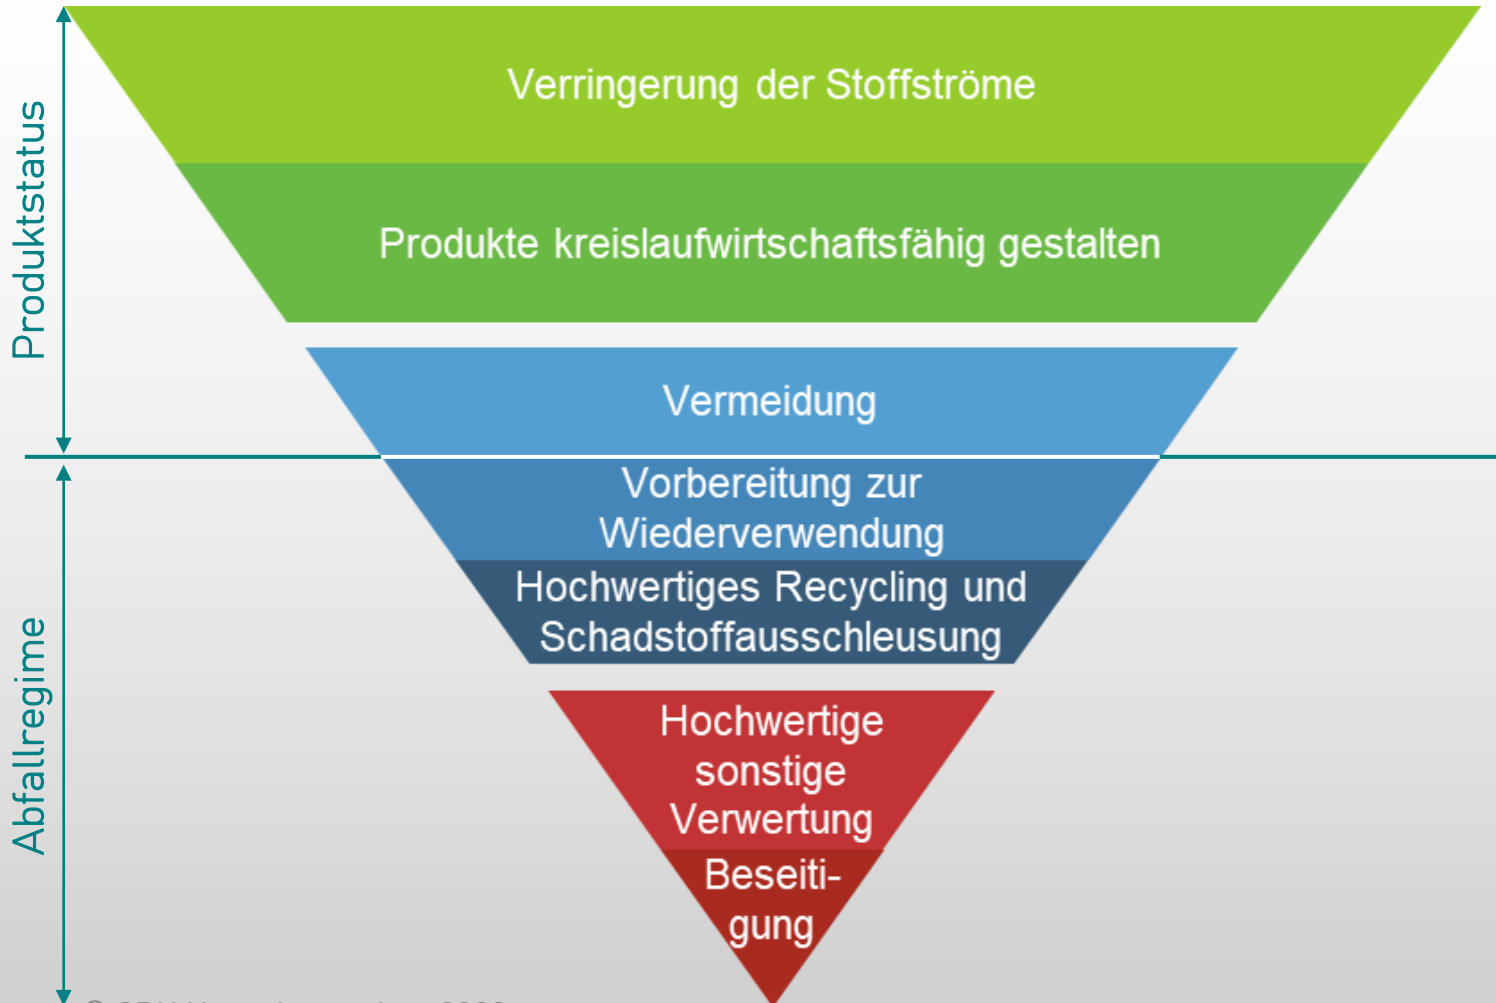 Produktstatus
Verringerung der Stoffströme
Produkte kreislaufwirtschaftsfähig gestalten
Vermeidung
Abfallregime
Vorbereitung zur
Wiederverwendung
Hochwertiges Recycling und
Schadstoffausschleusung
Hochwertige
sonstige
Verwertung
Beseiti-
gung